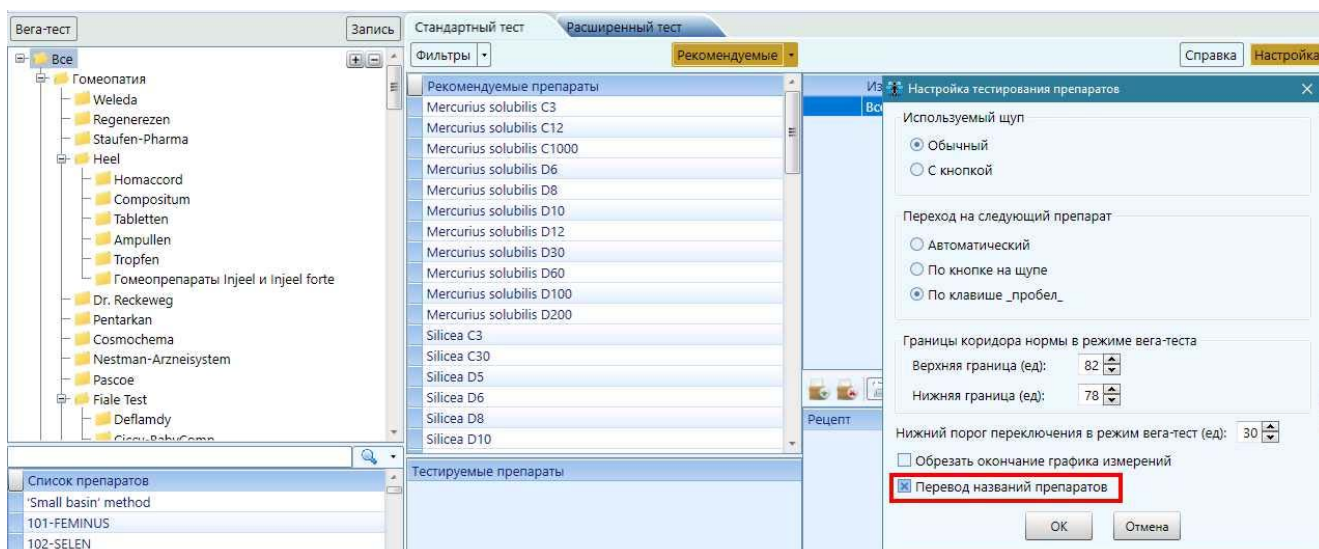 Вега-тест
Запись
Все
Гомеопатия
Weleda
Regenerezen
Staufen-Pharma
Heel
Homaccord
Compositum
Tabletten
Ampullen
Tropfen
Гомеопрепараты Injeel и Injeel forte
Dr. Reckeweg
Pentarkan
Cosmochema
Nestman-Arzneisystem
Pascoe
Fiale Test
Deflamdy
Список препаратов
'Small basin' method
101-FEMINUS
102-SELEN
Стандартный тест
Расширенный тест
Фильтры
Рекомендуемые
Справка
Настройка
Рекомендуемые препараты
Mercurius solubilis C3
Mercurius solubilis C12
Mercurius solubilis C1000
Mercurius solubilis D6
Mercurius solubilis D8
Mercurius solubilis D10
Mercurius solubilis D12
Mercurius solubilis D30
Mercurius solubilis D60
Mercurius solubilis D100
Mercurius solubilis D200
Silicea C3
Silicea C30
Silicea D5
Silicea D6
Silicea D8
Silicea D10
Тестируемые препараты
Рецепт
Настройка тестирования препаратов
Используемый щуп
Обычный
С кнопкой
Переход на следующий препарат
Автоматический
По кнопке на щупе
По клавише _пробел_
Границы коридора нормы в режиме вега-теста
Верхняя граница (ед): 82
Нижняя граница (ед): 78
Нижний порог переключения в режим вега-тест (ед): 30
Обрезать окончание графика измерений
Перевод названий препаратов
ОК
Отмена